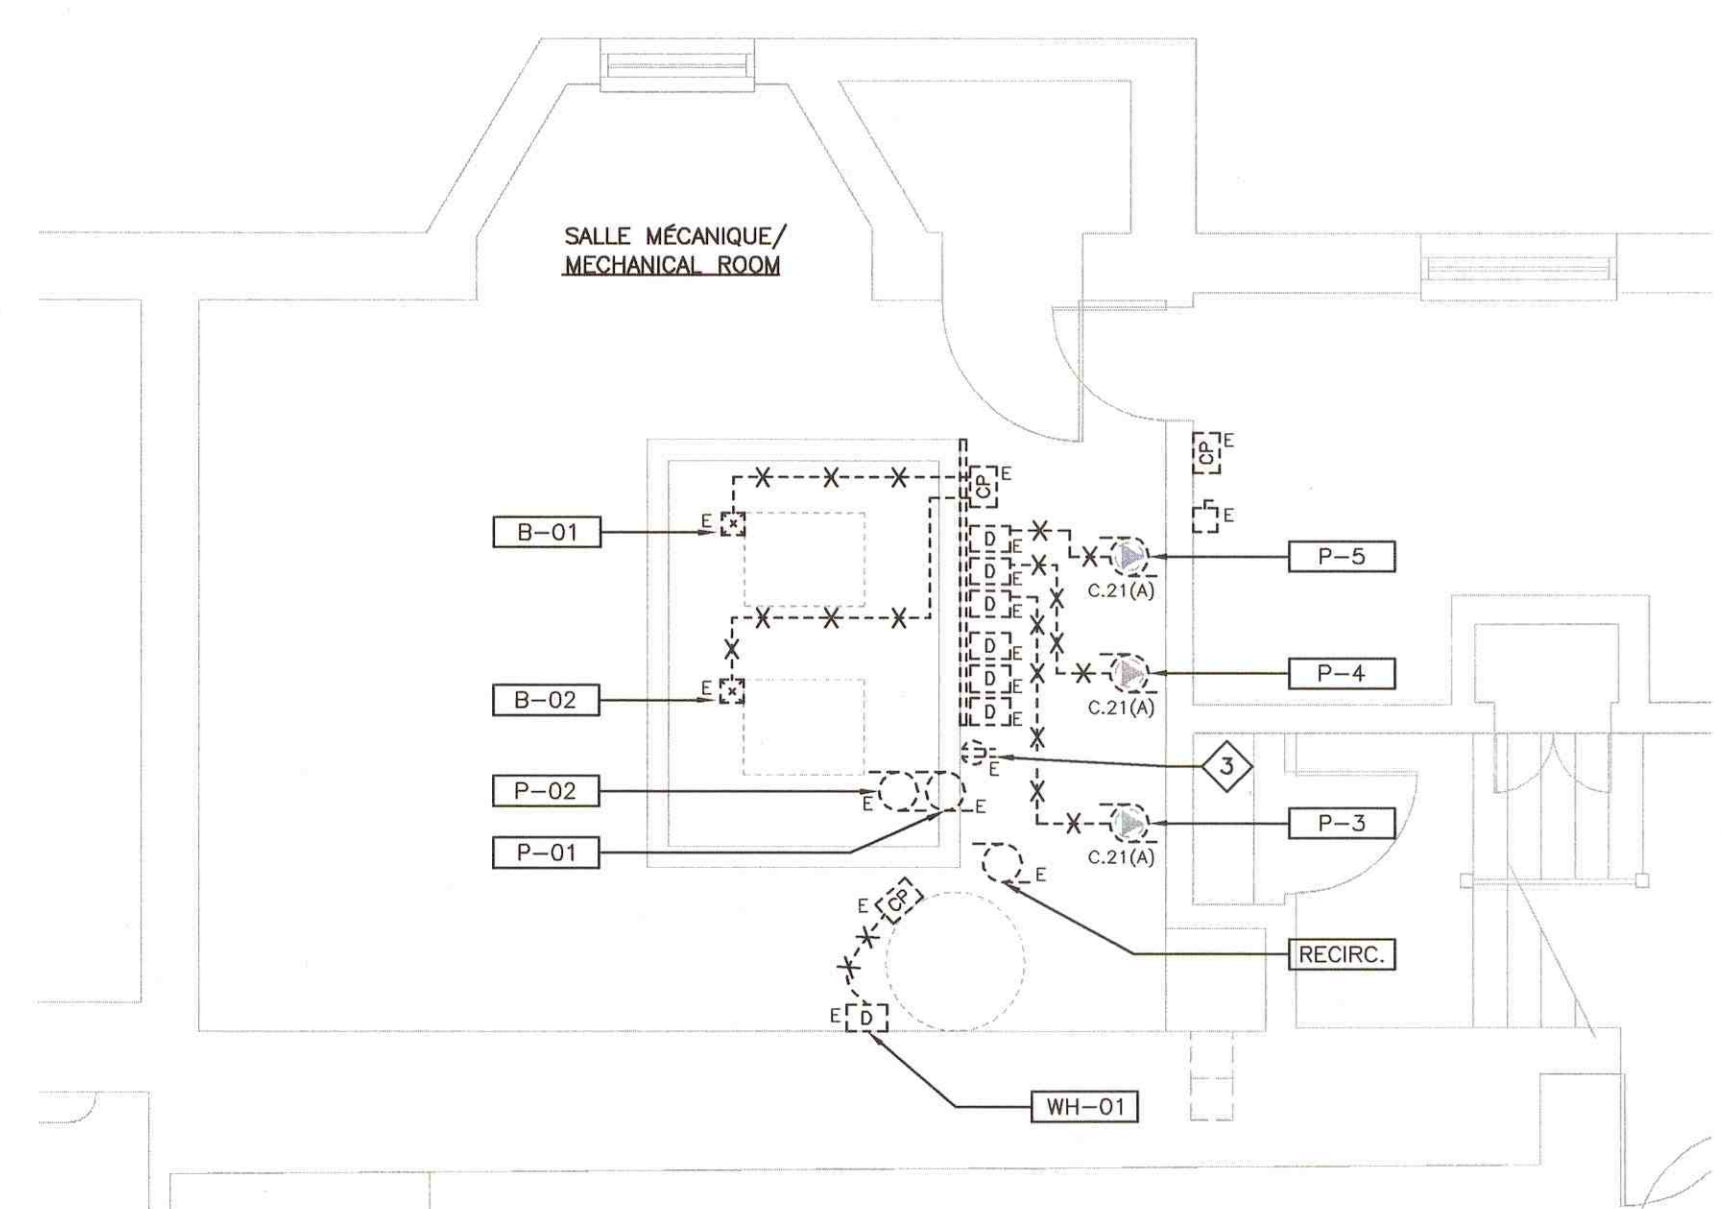 SALLE MÉCANIQUE/
MECHANICAL ROOM
CP E
CP E
E
B-01
E
D E
D E
D E
D E
D E
D E
P-5
C.21(A)
P-4
C.21(A)
B-02
E
3
E
P-02
E
E
P-01
P-3
C.21(A)
E
E CP
RECIRC.
E D
WH-01